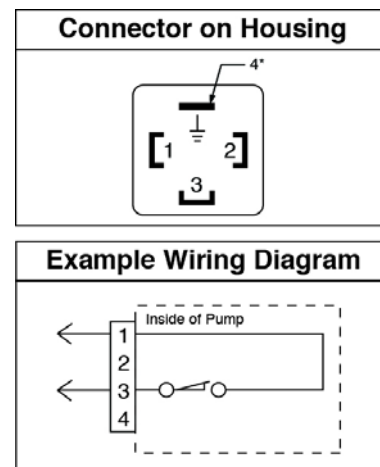 Connector on Housing
4*
1 2
3
Example Wiring Diagram
Inside of Pump
1
2
3
4